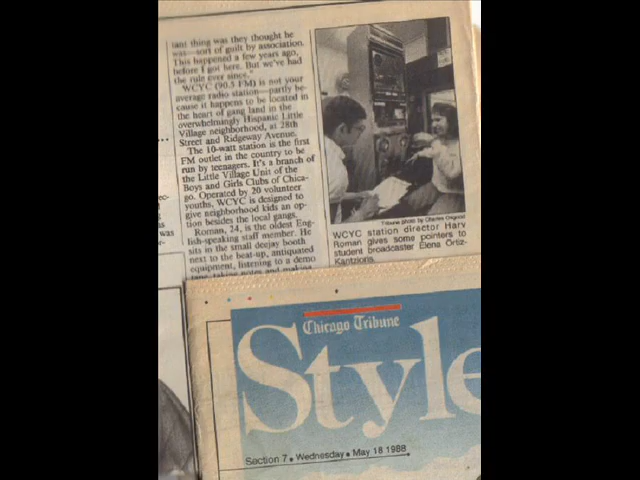 tant thing was they thought he
was—sort of guilt by association.
This happened a few years ago,
before I got here. But we've had
the rule ever since."
WCYC (90.5 FM) is not your
average radio station—partly be-
cause it happens to be located in
the heart of gang land in the
overwhelmingly Hispanic Little
Village neighborhood, at 28th
Street and Ridgeway Avenue.
The 10-watt station is the first
FM outlet in the country to be
run by teenagers. It's a branch of
the Little Village Unit of the
Boys and Girls Clubs of Chica-
go. Operated by 20 volunteer
youths, WCYC is designed to
give neighborhood kids an op-
tion besides the local gangs.
Roman, 24, is the oldest Eng-
lish-speaking staff member. He
sits in the small deejay booth
next to the beat-up, antiquated
equipment, listening to a demo
tape, taking notes and making
Tribune photo by Charles Osgood
WCYC station director Harv
Roman gives some pointers to
student broadcaster Elena Ortiz-
Kantzions.
Chicago Tribune
Style
Section 7 • Wednesday • May 18 1988